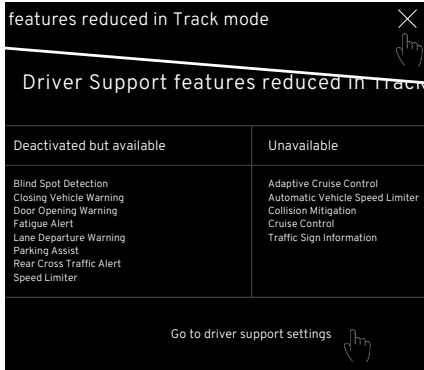 features reduced in Track mode
Driver Support features reduced in Track
Deactivated but available
Unavailable
Blind Spot Detection
Closing Vehicle Warning
Door Opening Warning
Fatigue Alert
Lane Departure Warning
Parking Assist
Rear Cross Traffic Alert
Speed Limiter
Adaptive Cruise Control
Automatic Vehicle Speed Limiter
Collision Mitigation
Cruise Control
Traffic Sign Information
Go to driver support settings